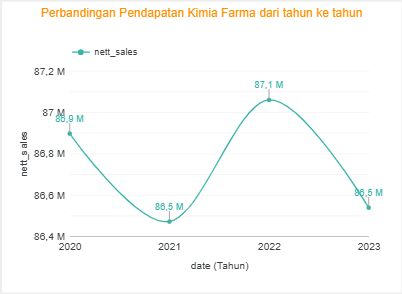 Perbandingan Pendapatan Kimia Farma dari tahun ke tahun
nett_sales
87,2 M
87 M
86,8 M
86,6 M
86,4 M
nett_sales
86,9 M
86,5 M
87,1 M
86,5 M
2020
2021
2022
2023
date (Tahun)